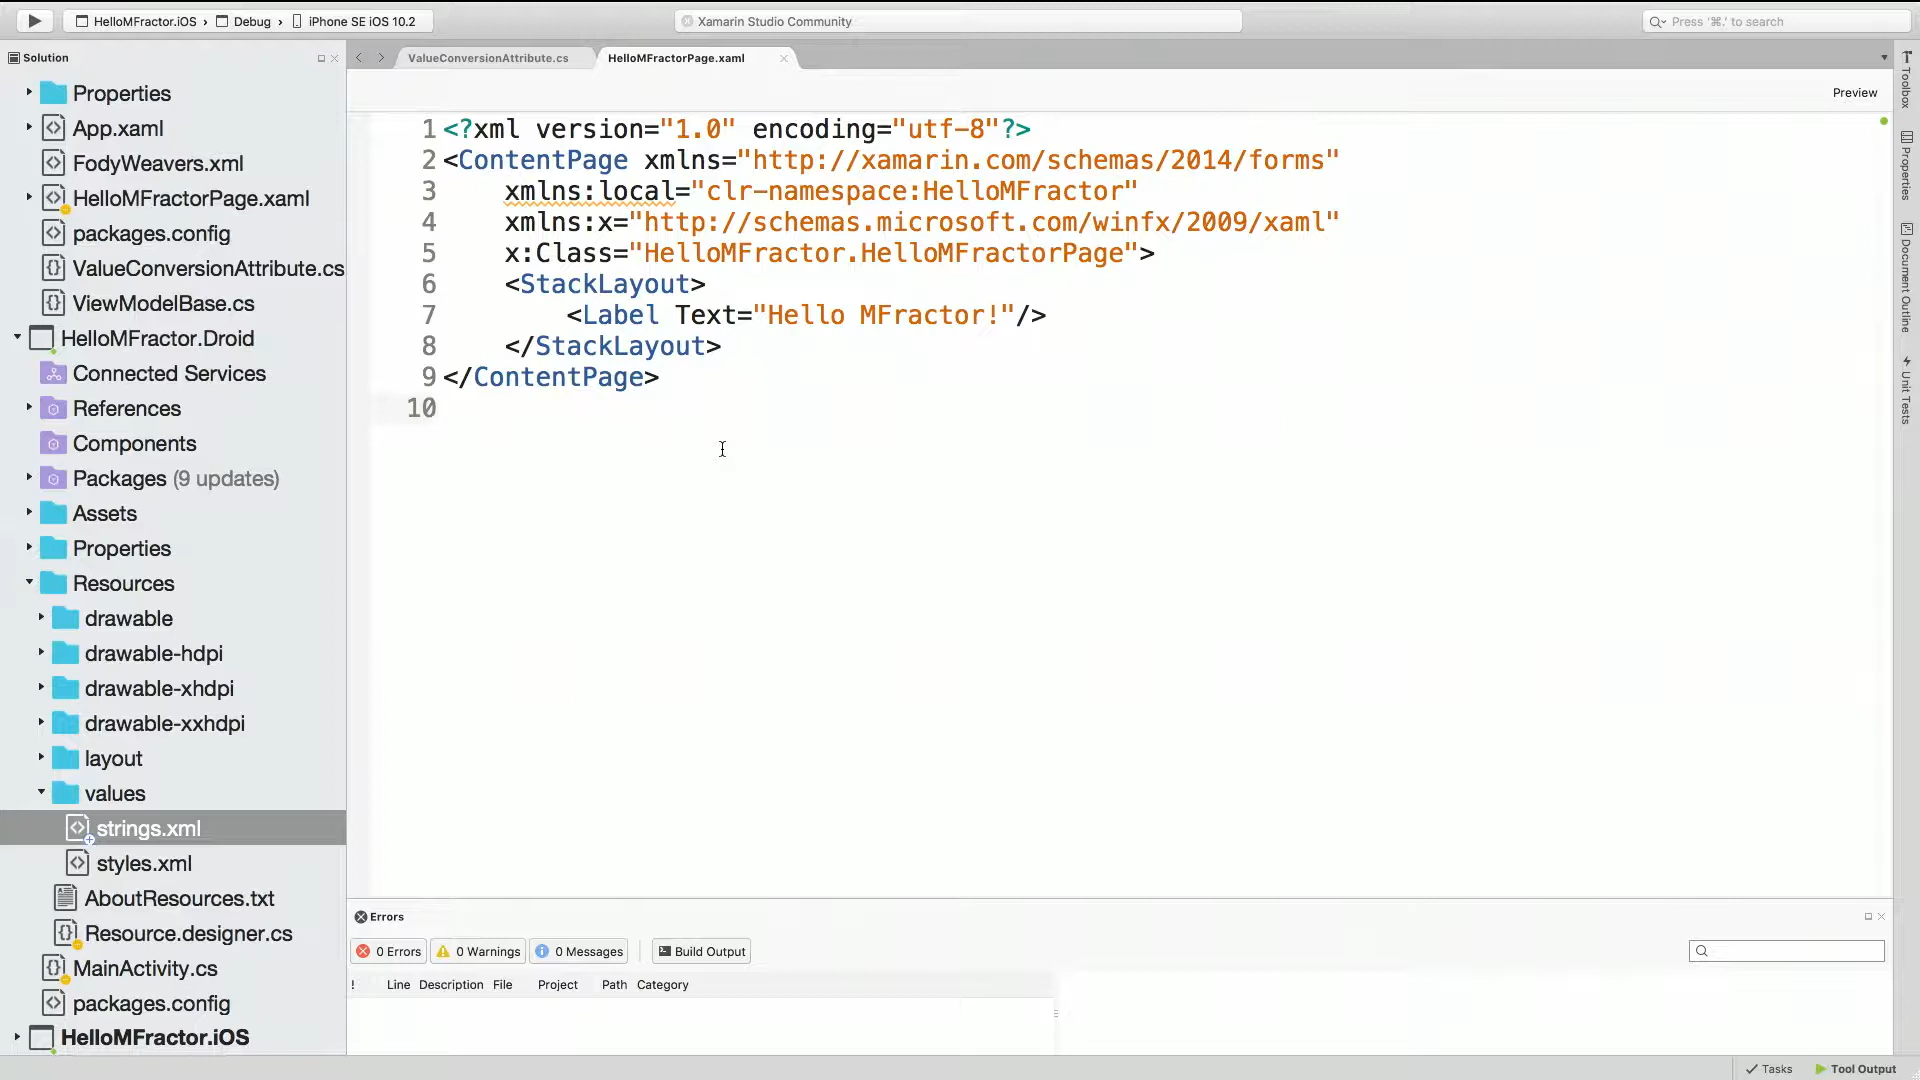 HelloMFractor.iOS › Debug › iPhone SE iOS 10.2
Xamarin Studio Community
Press '⌘.' to search
Solution
Properties
App.xaml
FodyWeavers.xml
HelloMFractorPage.xaml
packages.config
ValueConversionAttribute.cs
ViewModelBase.cs
HelloMFractor.Droid
Connected Services
References
Components
Packages (9 updates)
Assets
Properties
Resources
drawable
drawable-hdpi
drawable-xhdpi
drawable-xxhdpi
layout
values
strings.xml
styles.xml
AboutResources.txt
Resource.designer.cs
MainActivity.cs
packages.config
HelloMFractor.iOS
ValueConversionAttribute.cs
HelloMFractorPage.xaml
Preview
1 <?xml version="1.0" encoding="utf-8"?>
2 <ContentPage xmlns="http://xamarin.com/schemas/2014/forms"
3 xmlns:local="clr-namespace:HelloMFractor"
4 xmlns:x="http://schemas.microsoft.com/winfx/2009/xaml"
5 x:Class="HelloMFractor.HelloMFractorPage">
6 <StackLayout>
7 <Label Text="Hello MFractor!"/>
8 </StackLayout>
9 </ContentPage>
10
Errors
0 Errors 0 Warnings 0 Messages Build Output
! Line Description File Project Path Category
Toolbox
Properties
Document Outline
Unit Tests
Tasks Tool Output